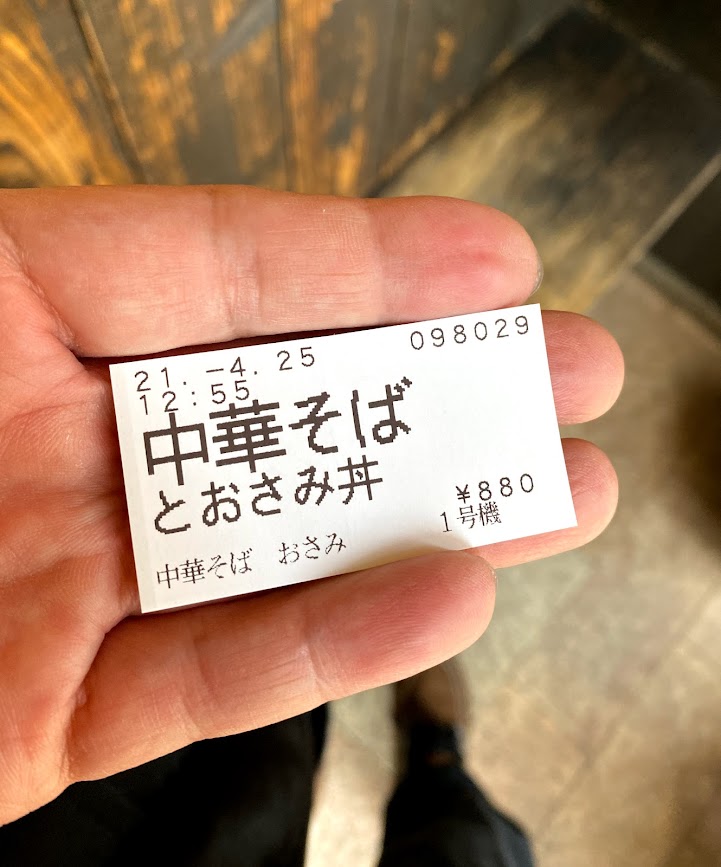 21.-4.25 098029
12:55
中華そば
とおさみ丼
¥880
1号機
中華そば おさみ